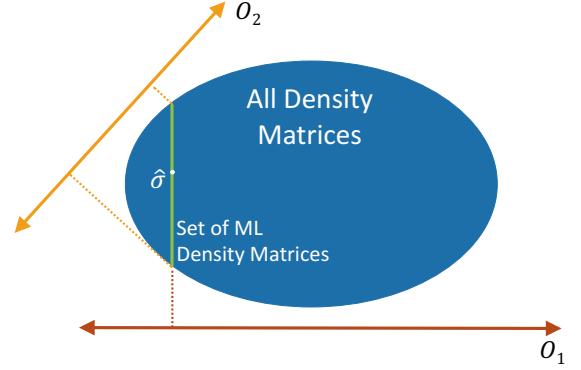 O₂
All Density
Matrices
σ̂
Set of ML
Density Matrices
O₁